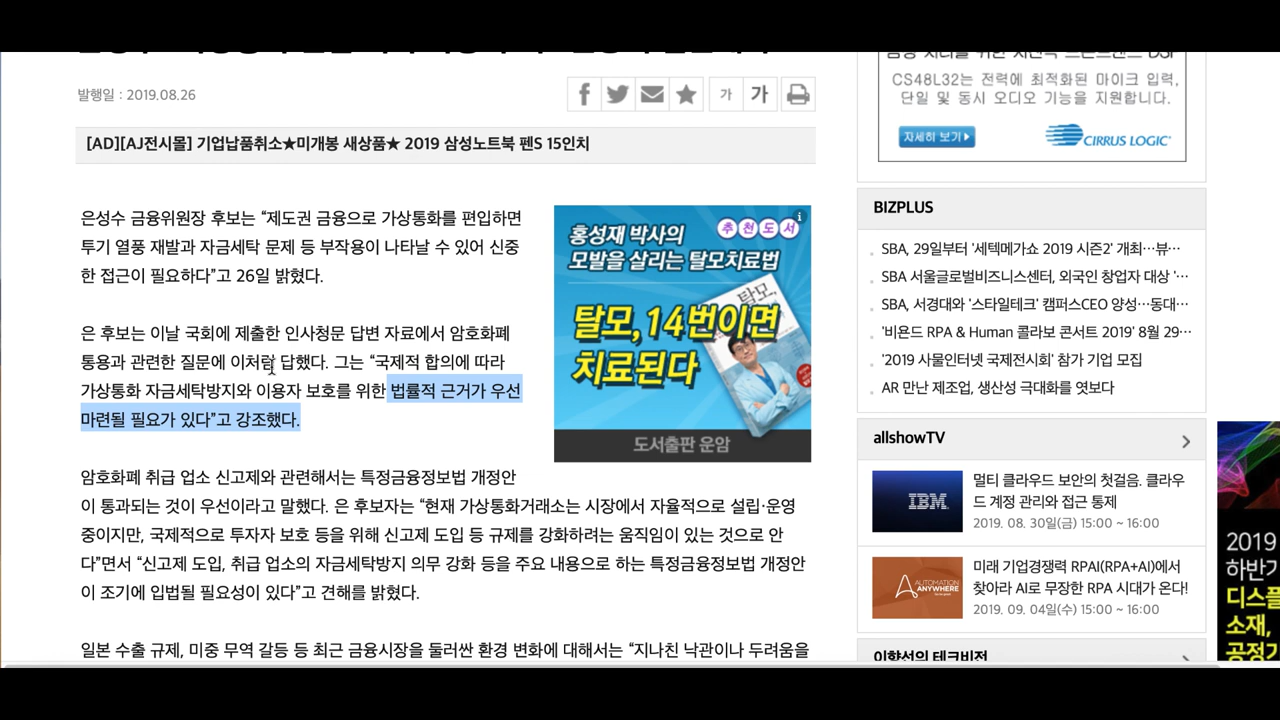 발행일 : 2019.08.26
가 가
[AD][AJ전시몰] 기업납품취소★미개봉 새상품★ 2019 삼성노트북 펜S 15인치
은성수 금융위원장 후보는 “제도권 금융으로 가상통화를 편입하면
투기 열풍 재발과 자금세탁 문제 등 부작용이 나타날 수 있어 신중
한 접근이 필요하다”고 26일 밝혔다.
은 후보는 이날 국회에 제출한 인사청문 답변 자료에서 암호화폐
통용과 관련한 질문에 이처럼 답했다. 그는 “국제적 합의에 따라
가상통화 자금세탁방지와 이용자 보호를 위한 법률적 근거가 우선
마련될 필요가 있다”고 강조했다.
홍성재 박사의
추천도서
모발을 살리는 탈모치료법
탈모,
탈모, 14번이면
치료된다
도서출판 운암
암호화폐 취급 업소 신고제와 관련해서는 특정금융정보법 개정안
이 통과되는 것이 우선이라고 말했다. 은 후보자는 “현재 가상통화거래소는 시장에서 자율적으로 설립·운영
중이지만, 국제적으로 투자자 보호 등을 위해 신고제 도입 등 규제를 강화하려는 움직임이 있는 것으로 안
다”면서 “신고제 도입, 취급 업소의 자금세탁방지 의무 강화 등을 주요 내용으로 하는 특정금융정보법 개정안
이 조기에 입법될 필요성이 있다”고 견해를 밝혔다.
일본 수출 규제, 미중 무역 갈등 등 최근 금융시장을 둘러싼 환경 변화에 대해서는 “지나친 낙관이나 두려움을
CS48L32는 전력에 최적화된 마이크 입력,
단일 및 동시 오디오 기능을 지원합니다.
자세히 보기
CIRRUS LOGIC
BIZPLUS
SBA, 29일부터 '세텍메가쇼 2019 시즌2' 개최…뷰…
SBA 서울글로벌비즈니스센터, 외국인 창업자 대상 '…
SBA, 서경대와 '스타일테크' 캠퍼스CEO 양성…동대…
'비욘드 RPA & Human 콜라보 콘서트 2019' 8월 29…
'2019 사물인터넷 국제전시회' 참가 기업 모집
AR 만난 제조업, 생산성 극대화를 엿보다
allshowTV
IBM
멀티 클라우드 보안의 첫걸음. 클라우
드 계정 관리와 접근 통제
2019. 08. 30일(금) 15:00 ~ 16:00
AUTOMATION
ANYWHERE
미래 기업경쟁력 RPAI(RPA+AI)에서
찾아라 AI로 무장한 RPA 시대가 온다!
2019. 09. 04일(수) 15:00 ~ 16:00
이향선의 테크비전
2019
하반기
디스플
소재,
공정기